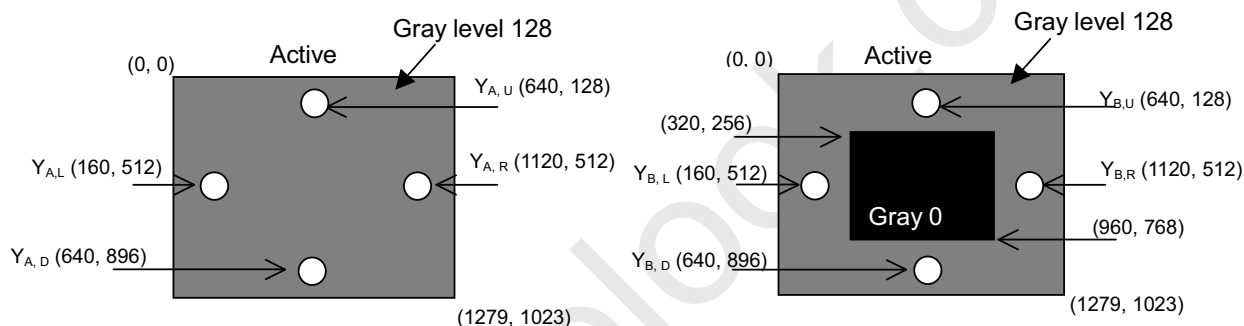 Gray level 128
Active
(0, 0)
Y_A, U (640, 128)
Y_A,L (160, 512)
Y_A, R (1120, 512)
Y_A, D (640, 896)
(1279, 1023)
Gray level 128
Active
(0, 0)
Y_B,U (640, 128)
(320, 256)
Y_B, L (160, 512)
Y_B,R (1120, 512)
Gray 0
(960, 768)
Y_B, D (640, 896)
(1279, 1023)